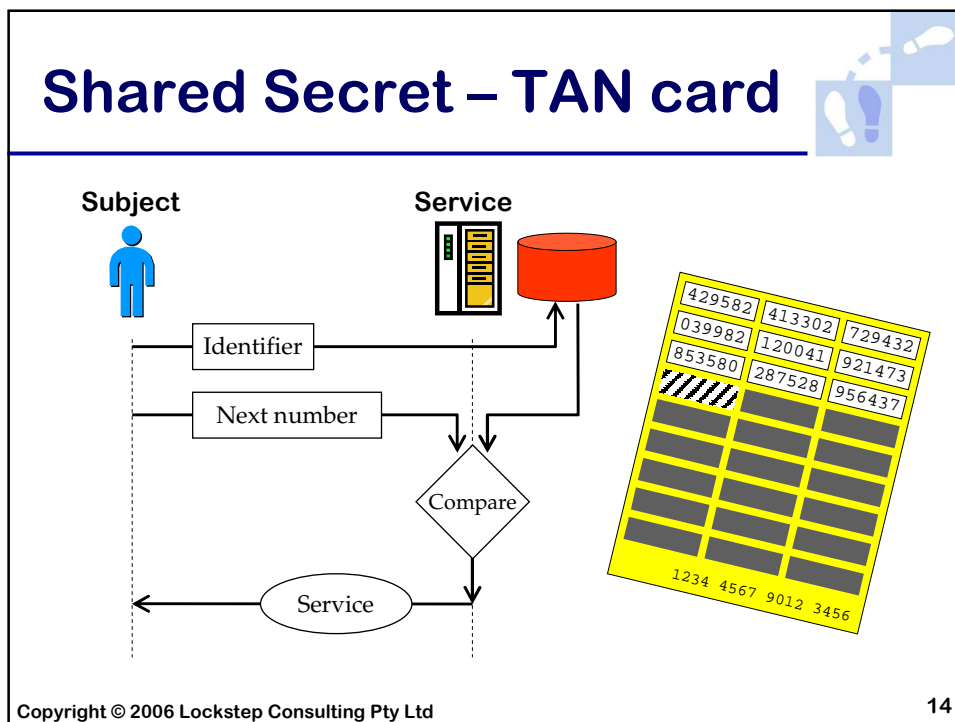 Shared Secret – TAN card
Subject
Service
Identifier
Next number
Compare
Service
429582 413302 729432
039982 120041 921473
853580 287528 956437
1234 4567 9012 3456
Copyright © 2006 Lockstep Consulting Pty Ltd
14